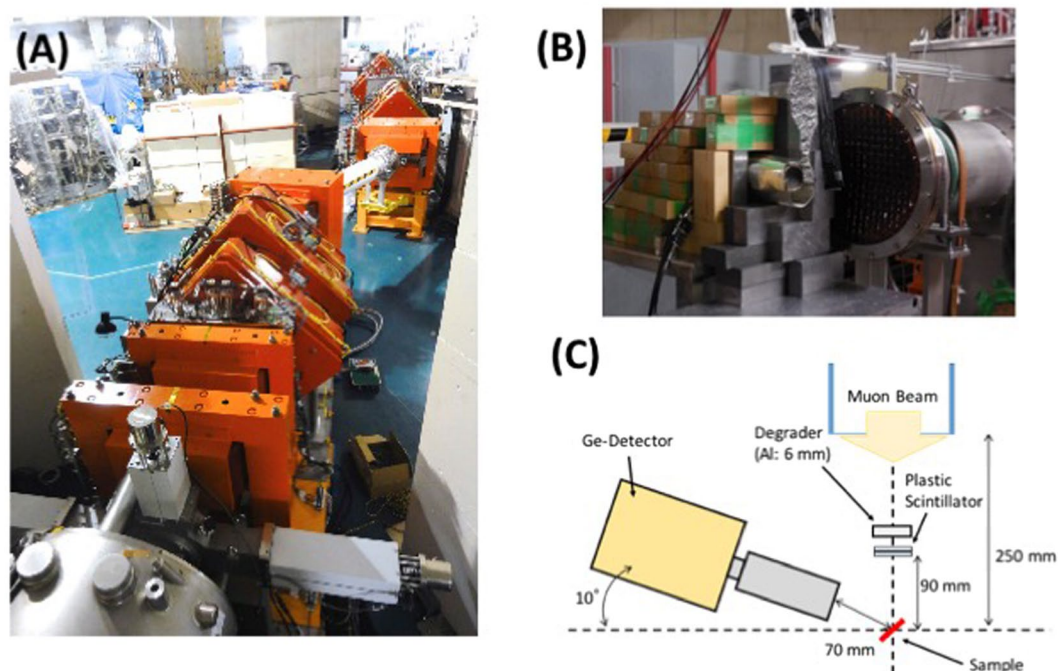 (A)
(B)
(C)
Muon Beam
Ge-Detector
Degrader
(Al: 6 mm)
Plastic
Scintillator
250 mm
90 mm
10°
70 mm
Sample